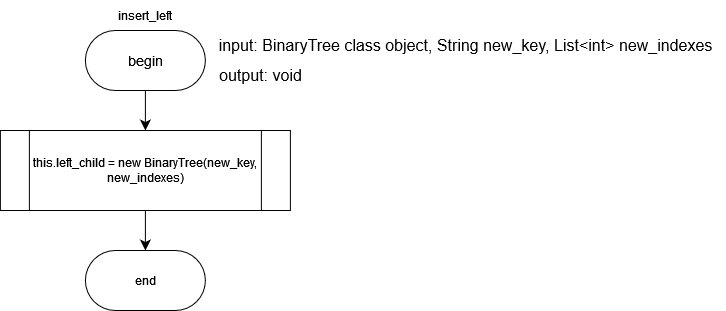 insert_left
begin
input: BinaryTree class object, String new_key, List<int> new_indexes
output: void
this.left_child = new BinaryTree(new_key,
new_indexes)
end